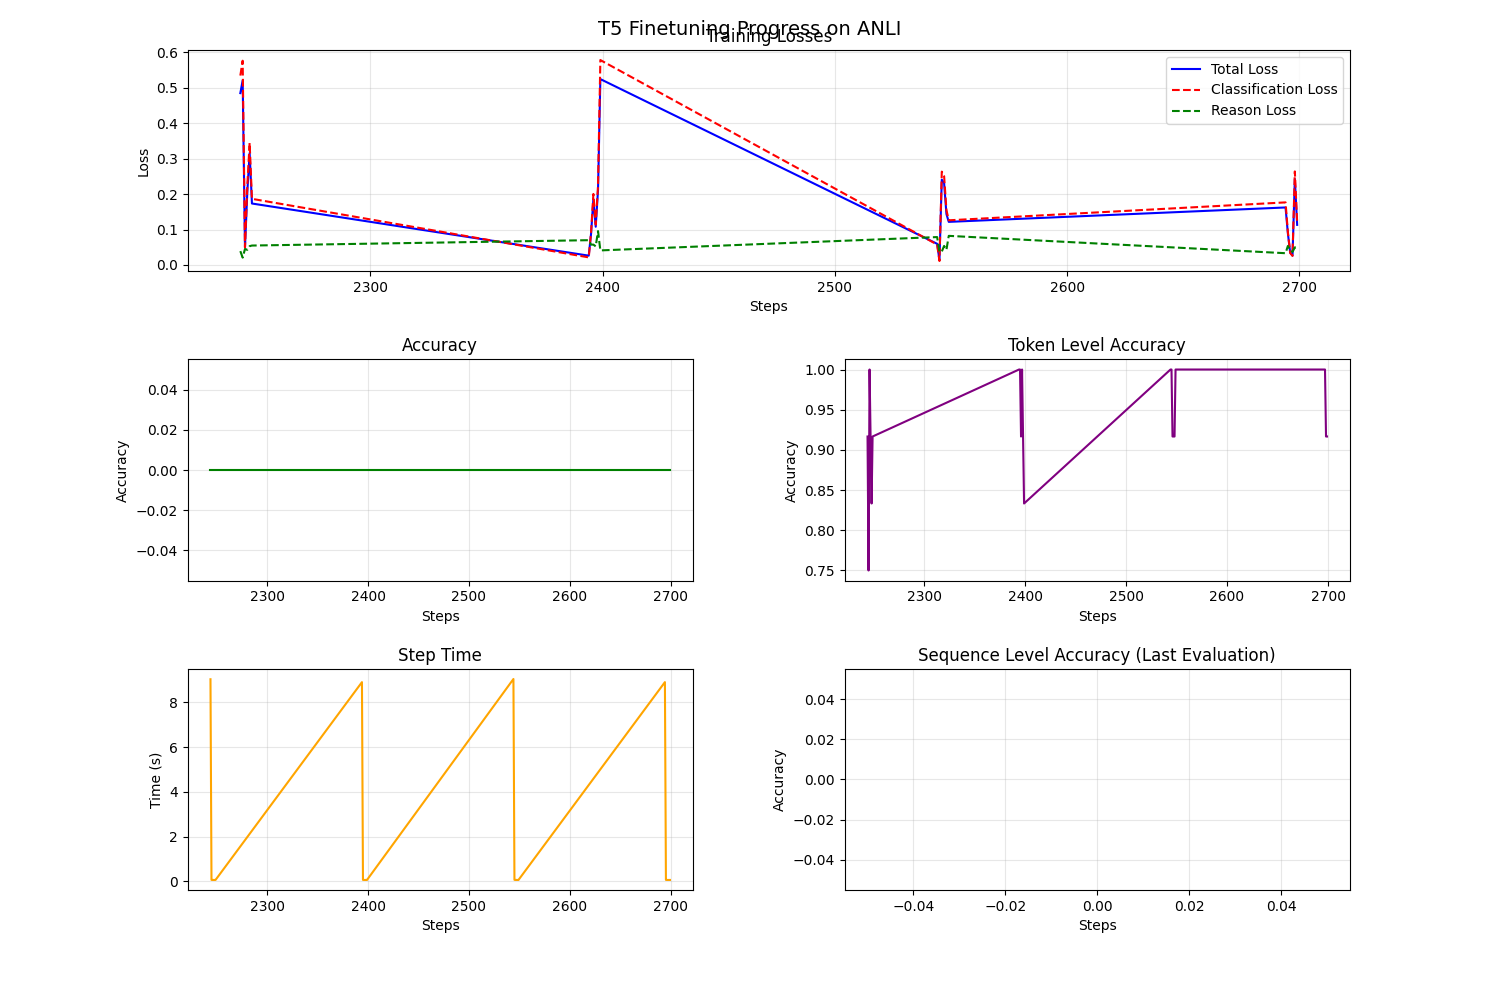 T5 Finetuning Progress on ANLI
Training Losses
Loss
0.6
0.5
0.4
0.3
0.2
0.1
0.0
Total Loss
Classification Loss
Reason Loss
2300 2400 2500 2600 2700
Steps
Accuracy
Accuracy
0.04
0.02
0.00
−0.02
−0.04
2300 2400 2500 2600 2700
Steps
Token Level Accuracy
Accuracy
1.00
0.95
0.90
0.85
0.80
0.75
2300 2400 2500 2600 2700
Steps
Step Time
Time (s)
8
6
4
2
0
2300 2400 2500 2600 2700
Steps
Sequence Level Accuracy (Last Evaluation)
Accuracy
0.04
0.02
0.00
−0.02
−0.04
−0.04 −0.02 0.00 0.02 0.04
Steps